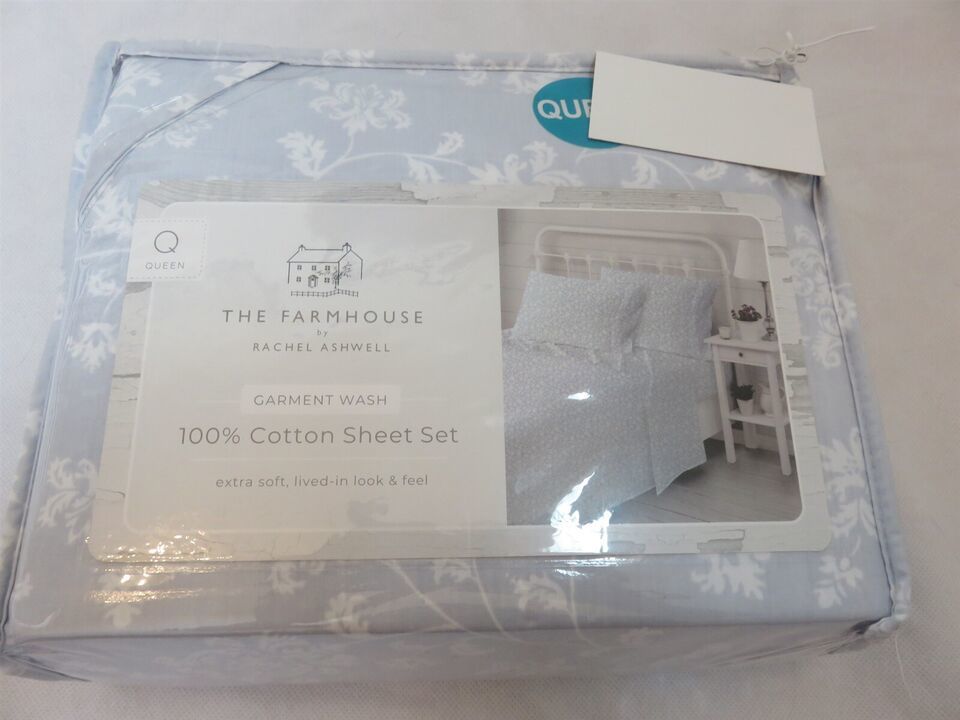 QUE
Q
QUEEN
THE FARMHOUSE
by
RACHEL ASHWELL
GARMENT WASH
100% Cotton Sheet Set
extra soft, lived-in look & feel